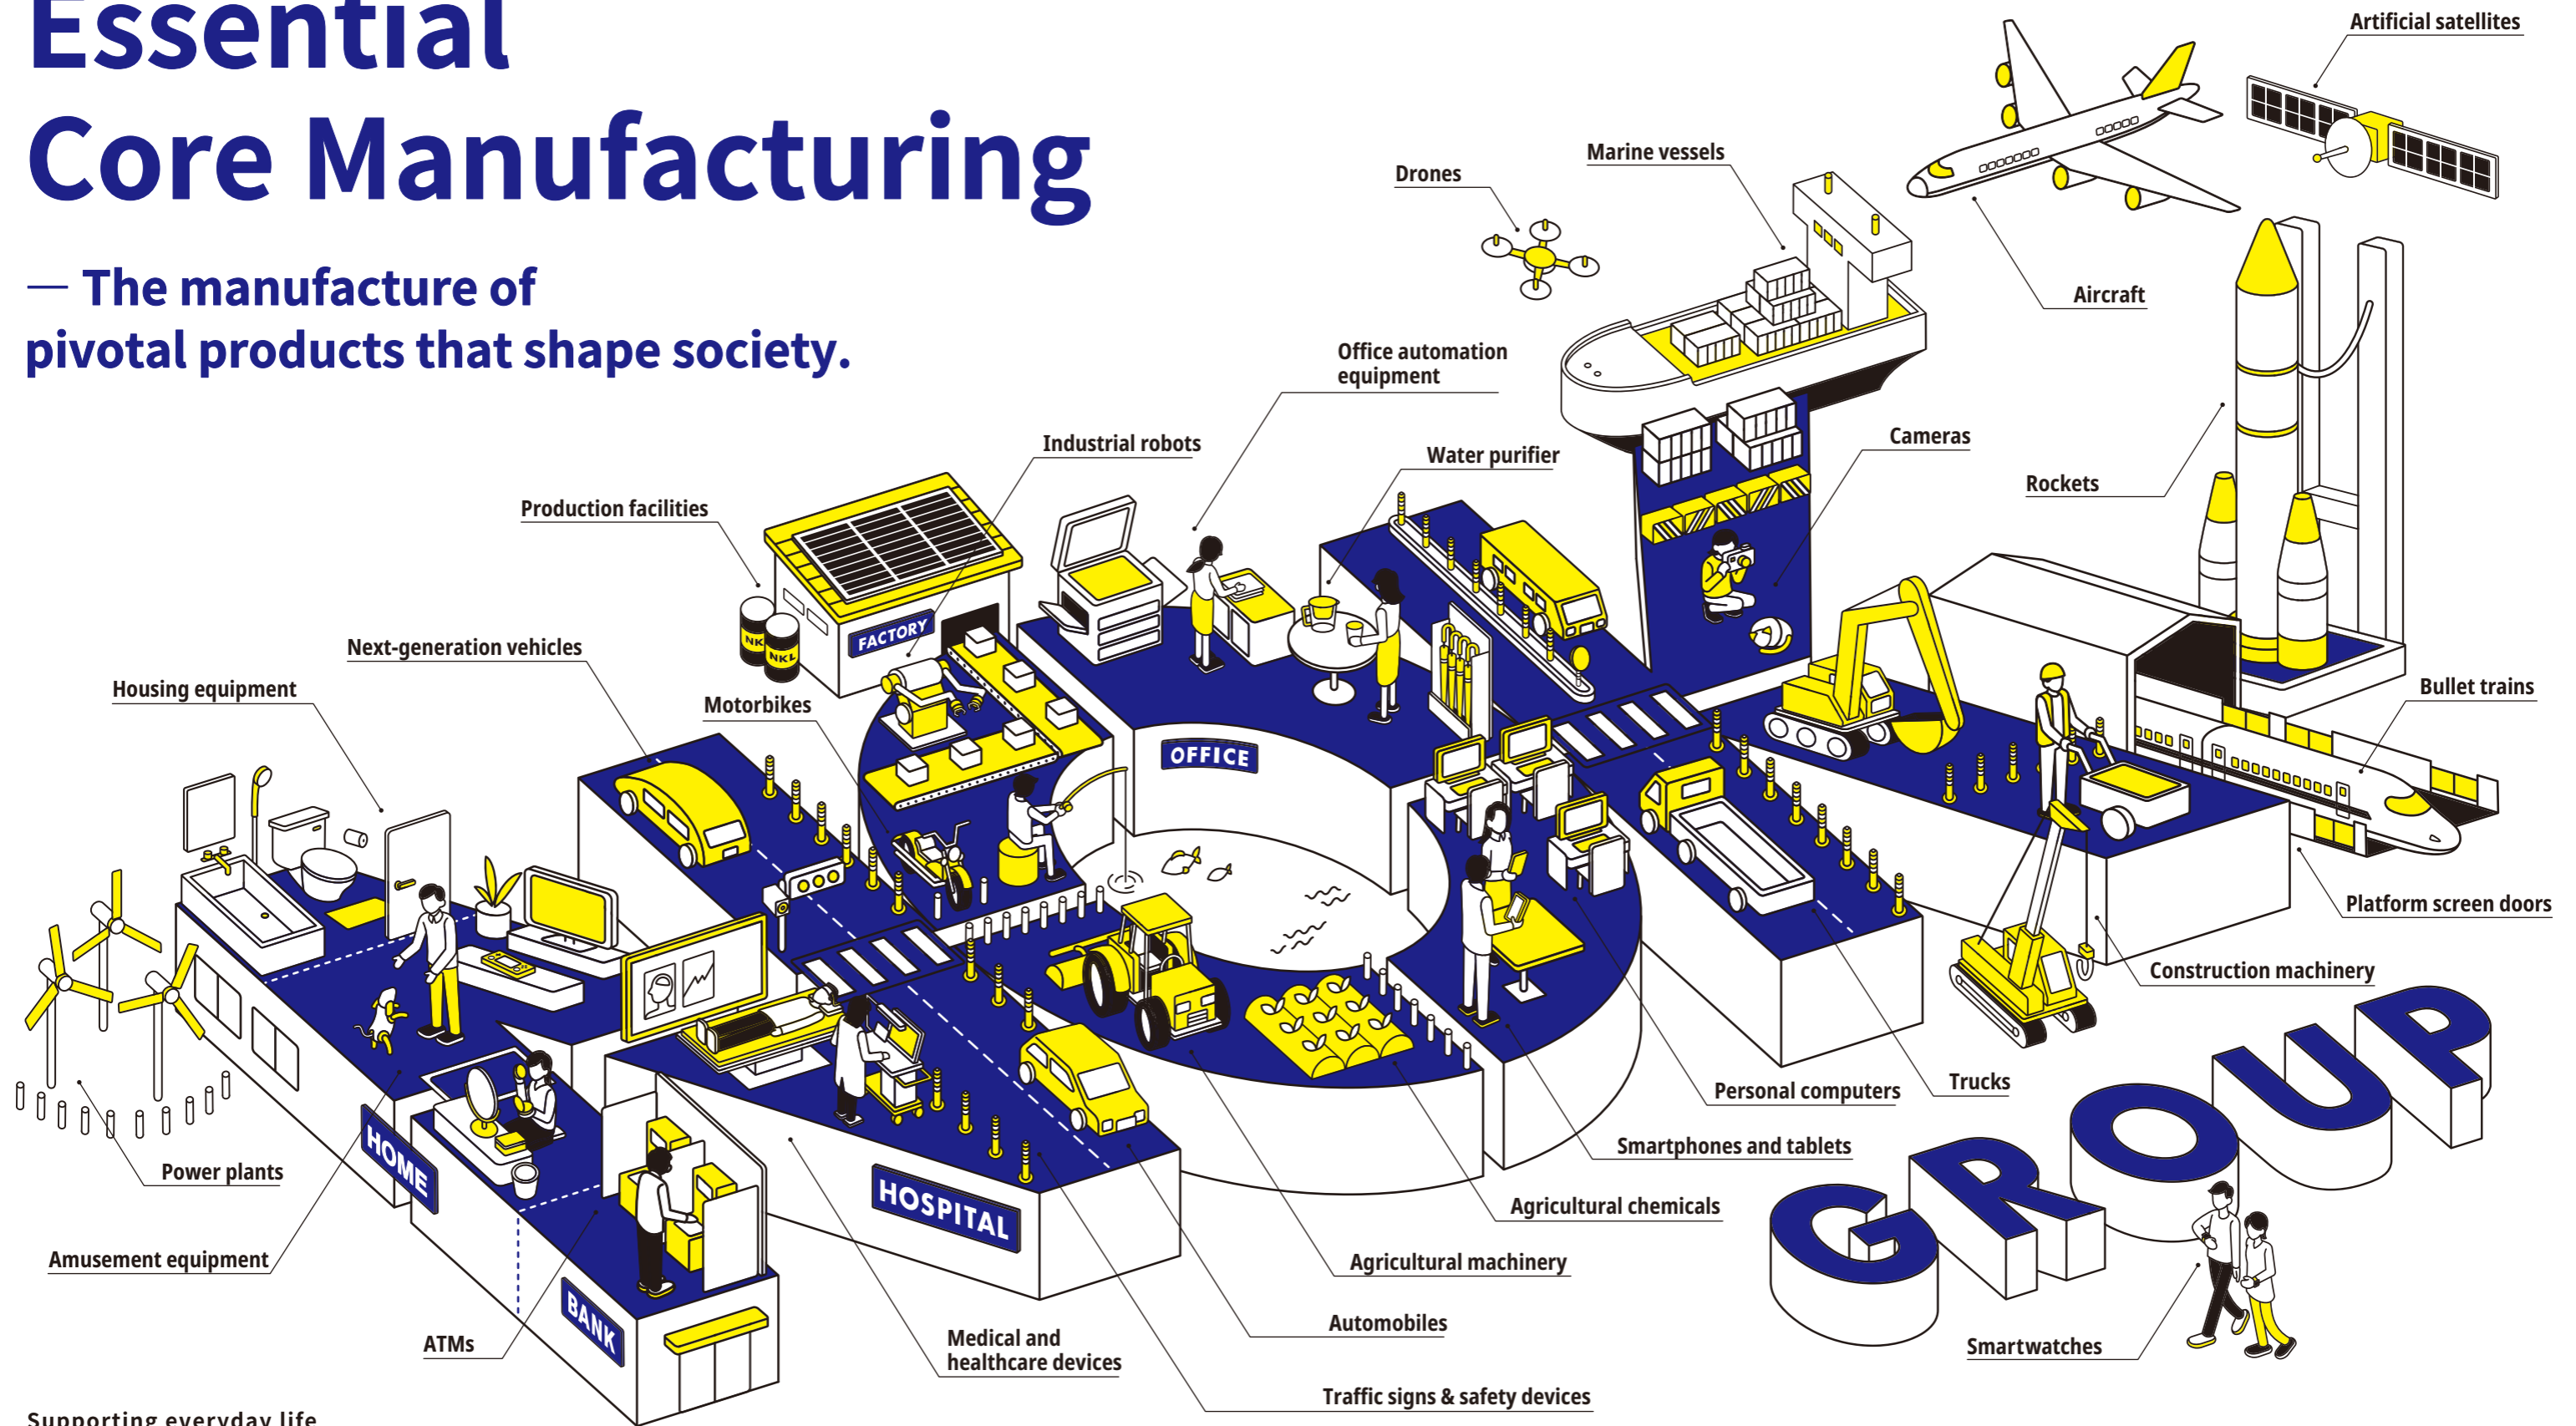 Essential
Core Manufacturing
— The manufacture of
pivotal products that shape society.
Artificial satellites
Marine vessels
Drones
Aircraft
Office automation
equipment
Industrial robots
Water purifier
Cameras
Rockets
Production facilities
NKL
NKL
FACTORY
Next-generation vehicles
Housing equipment
Motorbikes
Bullet trains
OFFICE
Platform screen doors
Construction machinery
Trucks
Personal computers
Smartphones and tablets
Power plants
HOME
HOSPITAL
Agricultural chemicals
GROUP
Amusement equipment
Agricultural machinery
BANK
ATMs
Automobiles
Medical and
healthcare devices
Smartwatches
Traffic signs & safety devices
Supporting everyday life